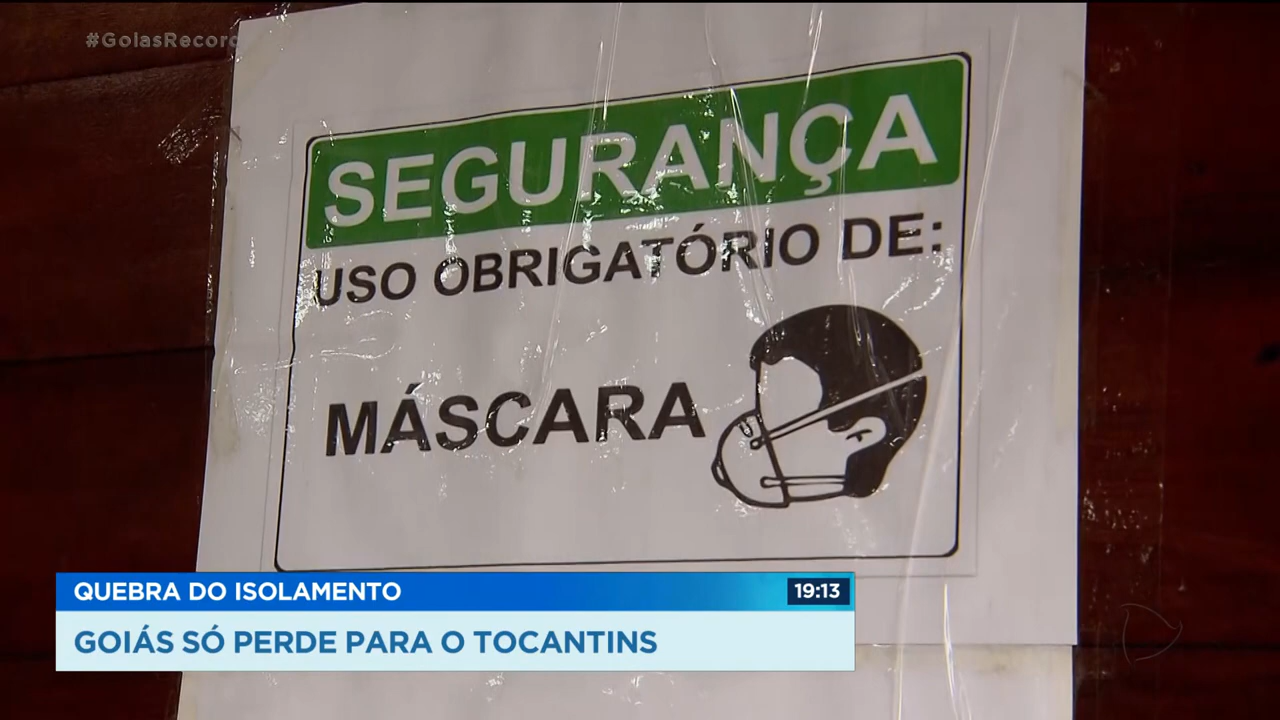 #GoiasRecord
SEGURANÇA
USO OBRIGATÓRIO DE:
MÁSCARA
QUEBRA DO ISOLAMENTO
19:13
GOIÁS SÓ PERDE PARA O TOCANTINS